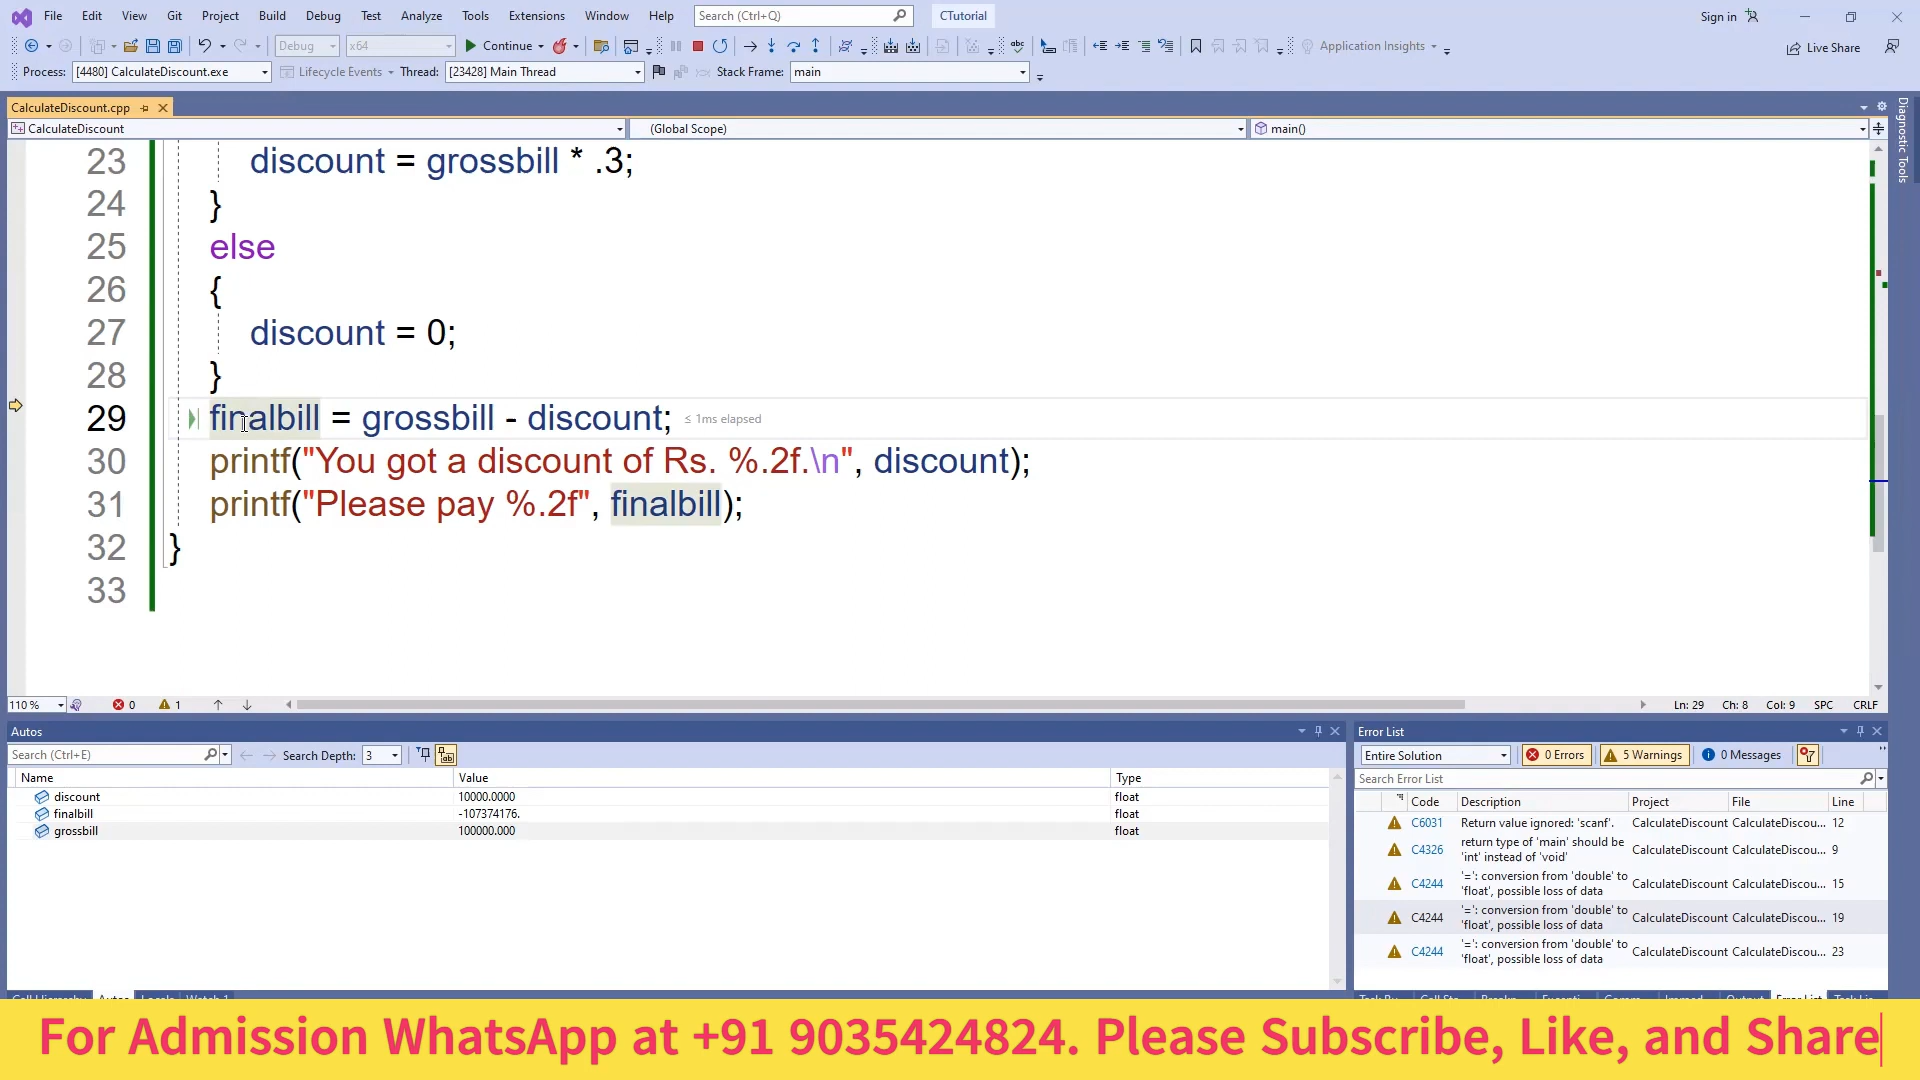 File Edit View Git Project Build Debug Test Analyze Tools Extensions Window Help Search (Ctrl+Q) CTutorial Sign in
Debug x64 Continue Application Insights Live Share
Process: [4480] CalculateDiscount.exe Lifecycle Events Thread: [23428] Main Thread Stack Frame: main
CalculateDiscount.cpp
CalculateDiscount (Global Scope) main()
Diagnostic Tools
23 discount = grossbill * .3;
24 }
25 else
26 {
27 discount = 0;
28 }
29 finalbill = grossbill - discount; ≤ 1ms elapsed
30 printf("You got a discount of Rs. %.2f.\n", discount);
31 printf("Please pay %.2f", finalbill);
32 }
33
110 % 0 1 Ln: 29 Ch: 8 Col: 9 SPC CRLF
Autos
Search (Ctrl+E) Search Depth: 3
Name Value Type
discount 10000.0000 float
finalbill -107374176. float
grossbill 100000.000 float
Error List
Entire Solution 0 Errors 5 Warnings 0 Messages
Search Error List
Code Description Project File Line
C6031 Return value ignored: 'scanf'. CalculateDiscount CalculateDiscou... 12
C4326 return type of 'main' should be 'int' instead of 'void' CalculateDiscount CalculateDiscou... 9
C4244 '=': conversion from 'double' to 'float', possible loss of data CalculateDiscount CalculateDiscou... 15
C4244 '=': conversion from 'double' to 'float', possible loss of data CalculateDiscount CalculateDiscou... 19
C4244 '=': conversion from 'double' to 'float', possible loss of data CalculateDiscount CalculateDiscou... 23
For Admission WhatsApp at +91 9035424824. Please Subscribe, Like, and Share